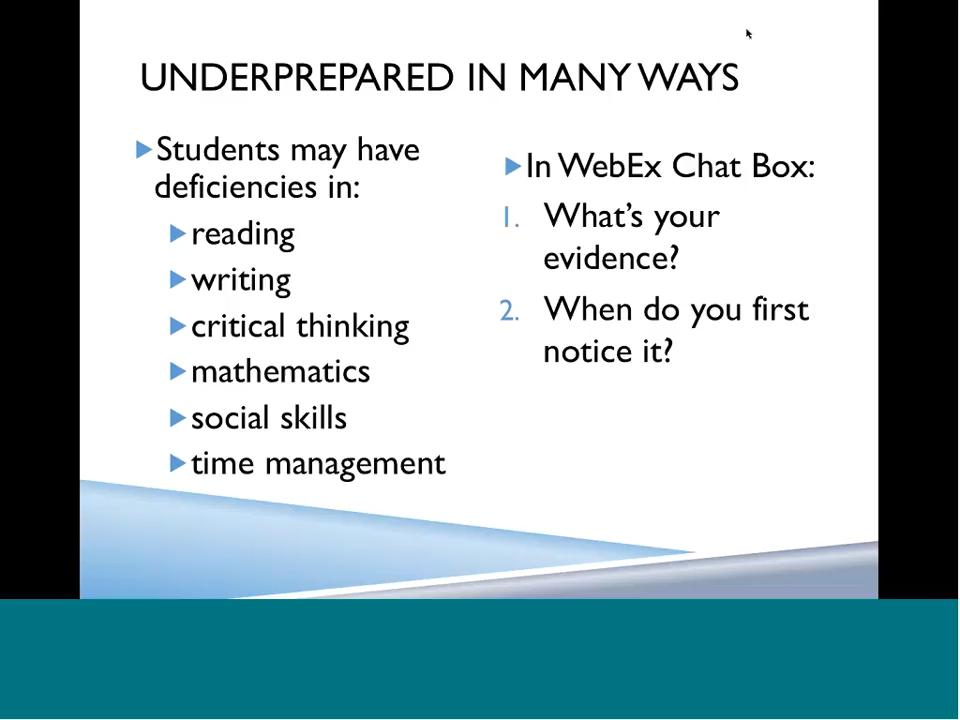 UNDERPREPARED IN MANY WAYS
Students may have
deficiencies in:
reading
writing
critical thinking
mathematics
social skills
time management
In WebEx Chat Box:
1. What’s your
evidence?
2. When do you first
notice it?